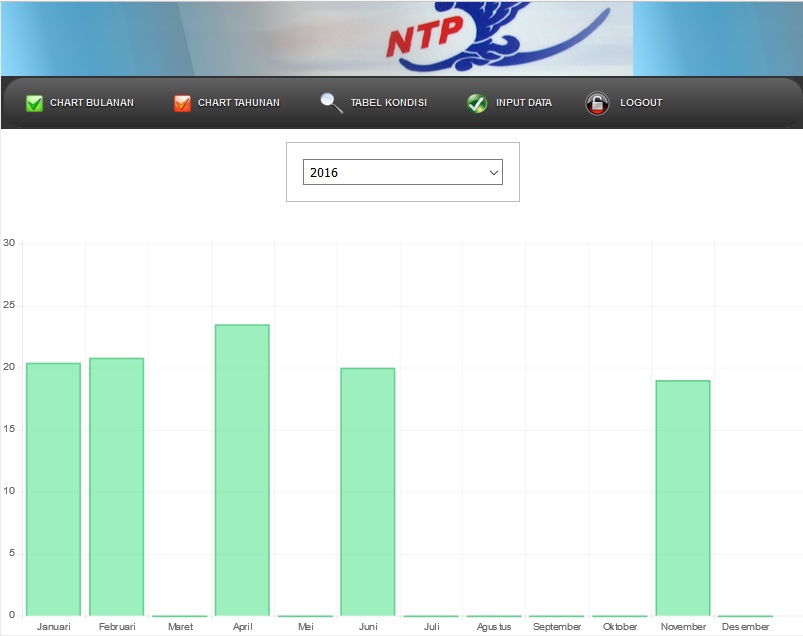 NTP
CHART BULANAN CHART TAHUNAN TABEL KONDISI INPUT DATA LOGOUT
2016
30
25
20
15
10
5
0
Januari Februari Maret April Mei Juni Juli Agustus September Oktober November Desember